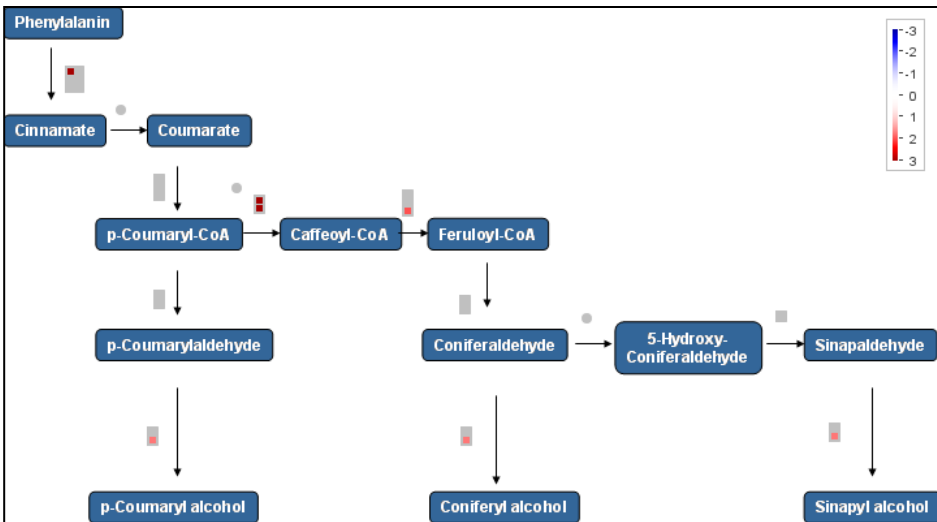 Phenylalanin
-3
-2
-1
0
1
2
3
Cinnamate
Coumarate
p-Coumaryl-CoA
Caffeoyl-CoA
Feruloyl-CoA
p-Coumarylaldehyde
Coniferaldehyde
5-Hydroxy-
Coniferaldehyde
Sinapaldehyde
p-Coumaryl alcohol
Coniferyl alcohol
Sinapyl alcohol